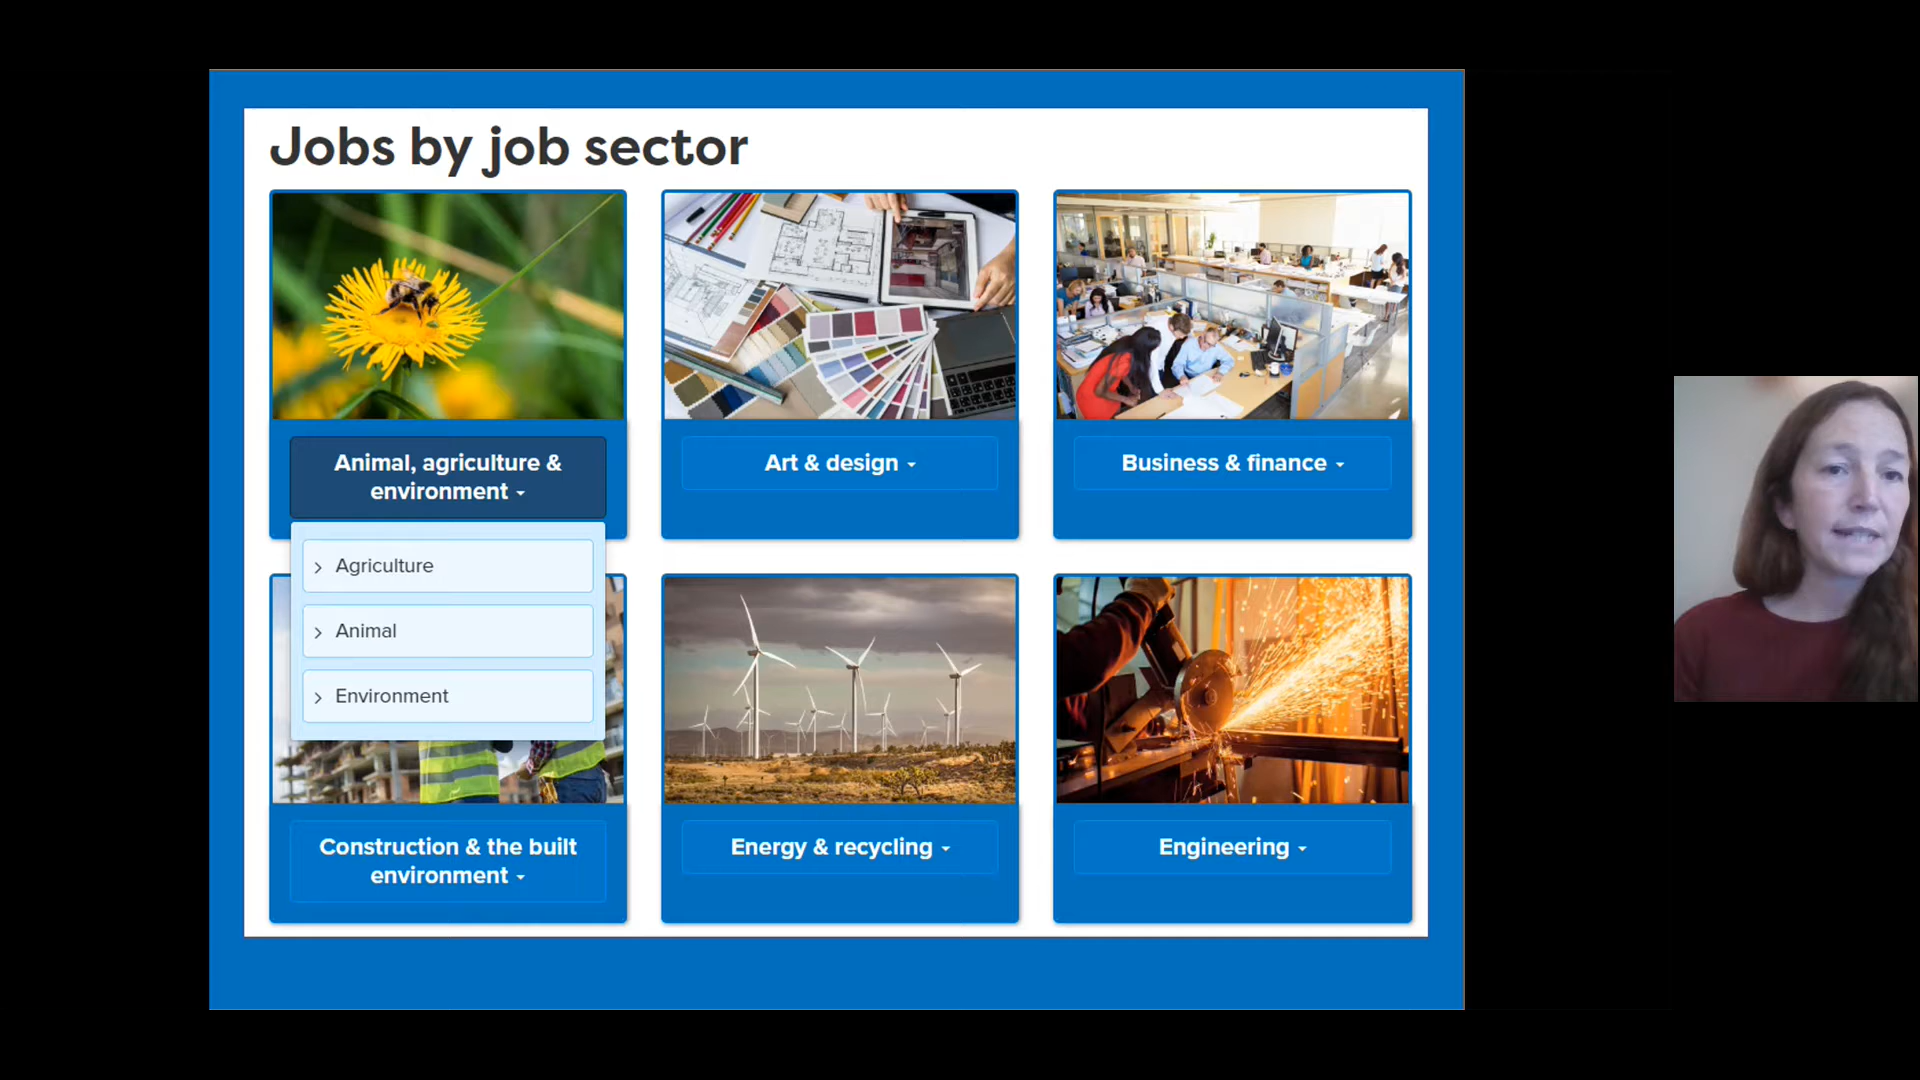 Jobs by job sector
Animal, agriculture &
environment
Art & design
Business & finance
Agriculture
Animal
Environment
Construction & the built
environment
Energy & recycling
Engineering